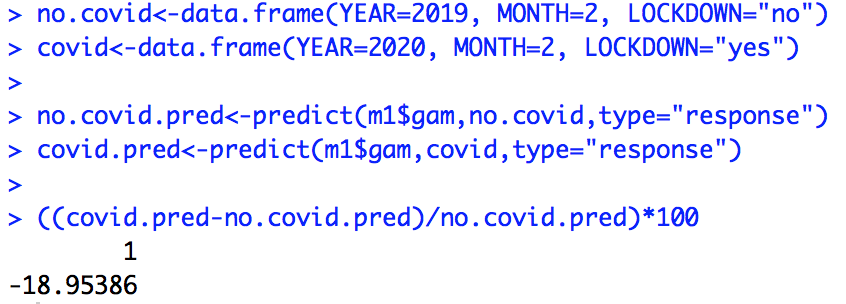 > no.covid<-data.frame(YEAR=2019, MONTH=2, LOCKDOWN="no")
> covid<-data.frame(YEAR=2020, MONTH=2, LOCKDOWN="yes")
>
> no.covid.pred<-predict(m1$gam,no.covid,type="response")
> covid.pred<-predict(m1$gam,covid,type="response")
>
> ((covid.pred-no.covid.pred)/no.covid.pred)*100
        1
-18.95386